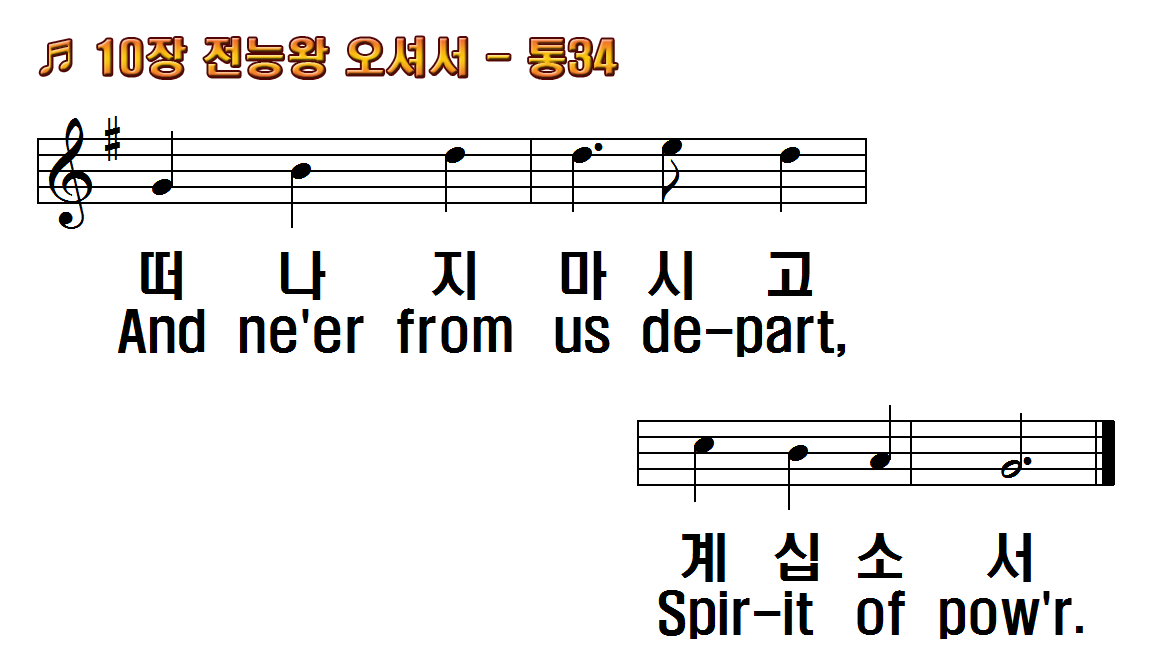 10장 전능왕 오셔서 - 통34
떠 나 지 마 시 고
And ne'er from us de-part,
계 십 소 서
Spir-it of pow'r.